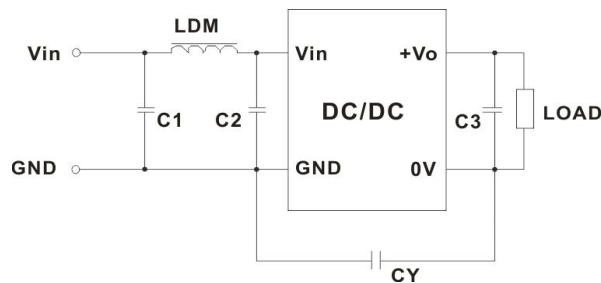 LDM
Vin
Vin
+Vo
C1
C2
DC/DC
C3
LOAD
GND
GND
0V
CY